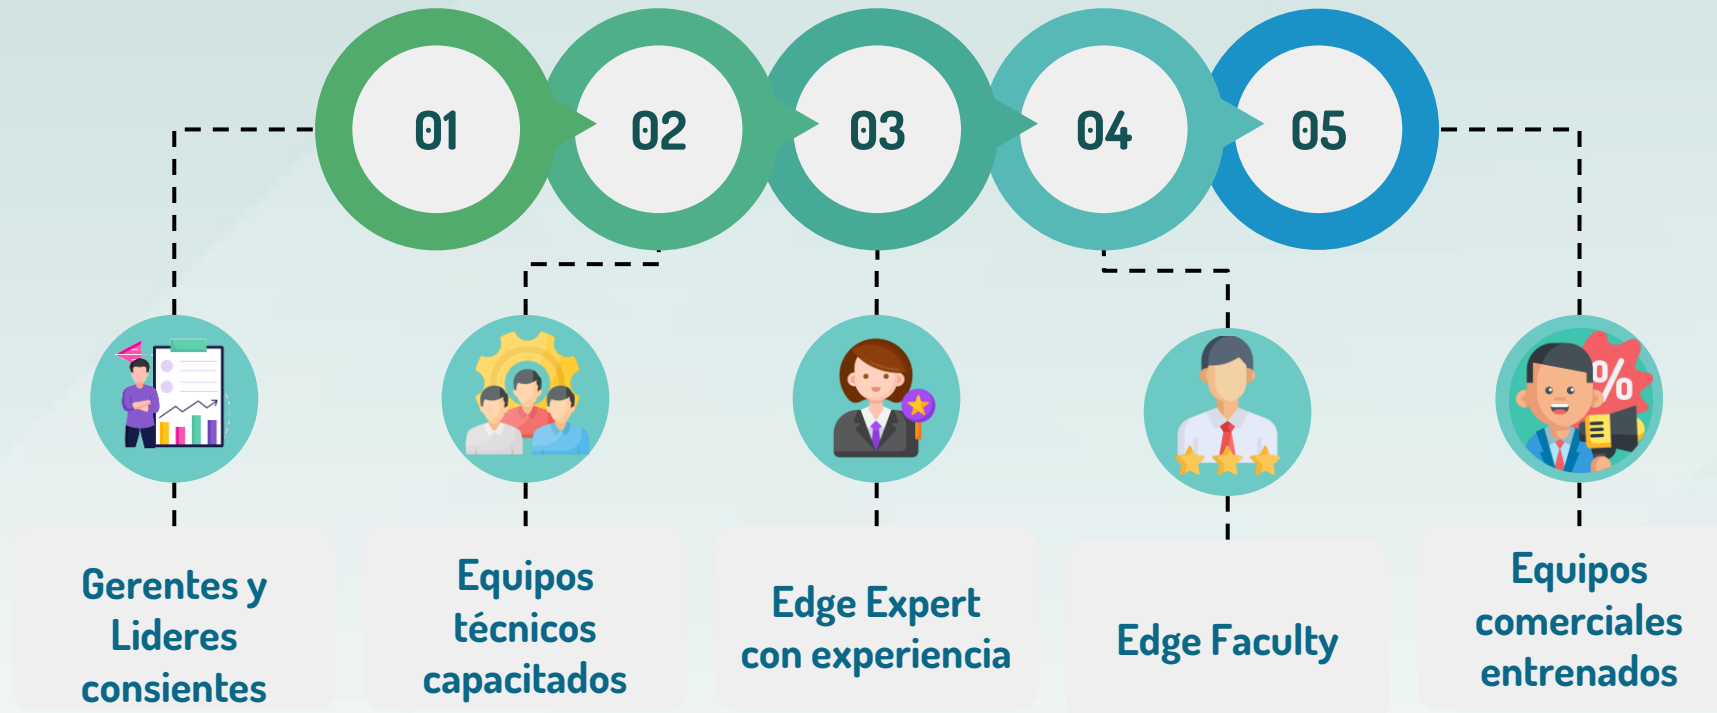 01
02
03
04
05
%
Gerentes y
Lideres
consientes
Equipos
técnicos
capacitados
Edge Expert
con experiencia
Edge Faculty
Equipos
comerciales
entrenados